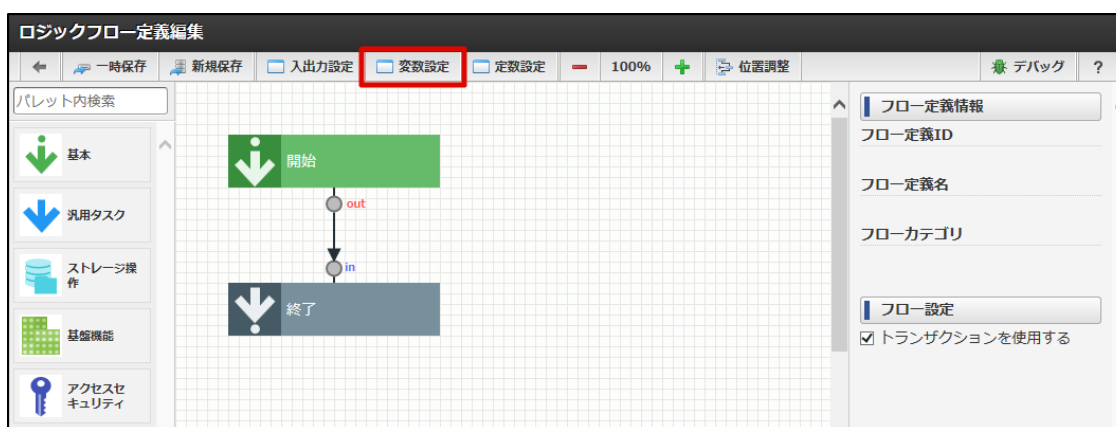 ロジックフロー定義編集
一時保存 新規保存 入出力設定 変数設定 定数設定 100% 位置調整 デバッグ ?
パレット内検索
基本
汎用タスク
ストレージ操
作
基盤機能
アクセスセ
キュリティ
開始
out
in
終了
フロー定義情報
フロー定義ID
フロー定義名
フローカテゴリ
フロー設定
トランザクションを使用する